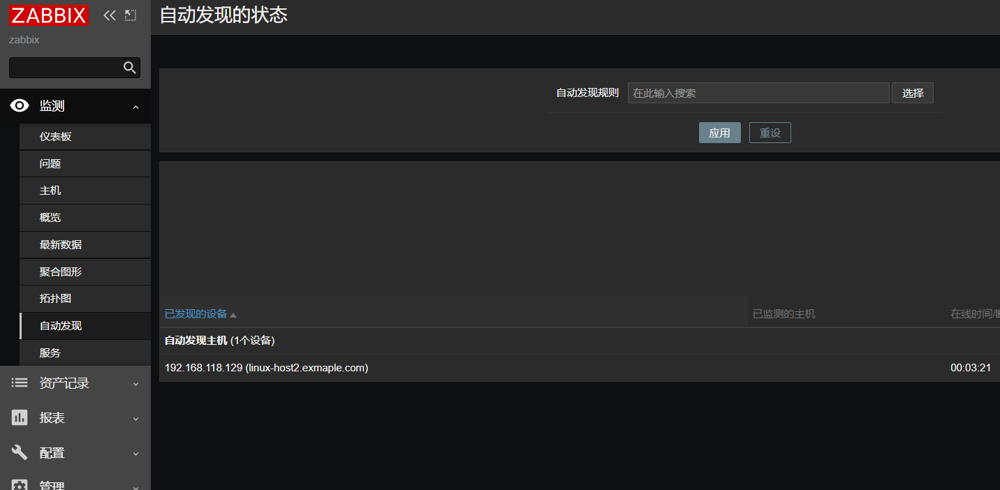 ZABBIX
zabbix
监测
仪表板
问题
主机
概览
最新数据
聚合图形
拓扑图
自动发现
服务
资产记录
报表
配置
管理
自动发现的状态
自动发现规则 在此输入搜索 选择
应用 重设
已发现的设备 已监测的主机 在线时间/
自动发现主机 (1个设备)
192.168.118.129 (linux-host2.exmaple.com) 00:03:21